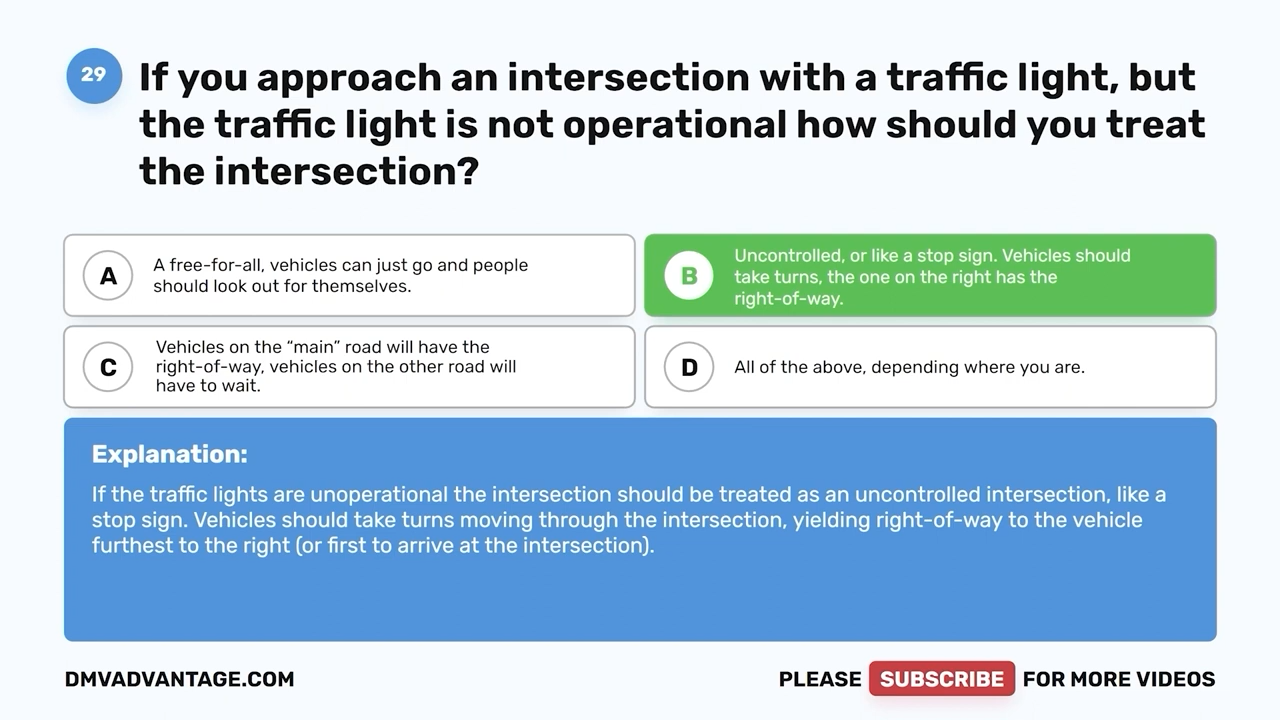 29
If you approach an intersection with a traffic light, but
the traffic light is not operational how should you treat
the intersection?
A
A free-for-all, vehicles can just go and people
should look out for themselves.
B
Uncontrolled, or like a stop sign. Vehicles should
take turns, the one on the right has the
right-of-way.
C
Vehicles on the “main” road will have the
right-of-way, vehicles on the other road will
have to wait.
D
All of the above, depending where you are.
Explanation:
If the traffic lights are unoperational the intersection should be treated as an uncontrolled intersection, like a
stop sign. Vehicles should take turns moving through the intersection, yielding right-of-way to the vehicle
furthest to the right (or first to arrive at the intersection).
DMVADVANTAGE.COM
PLEASE SUBSCRIBE FOR MORE VIDEOS